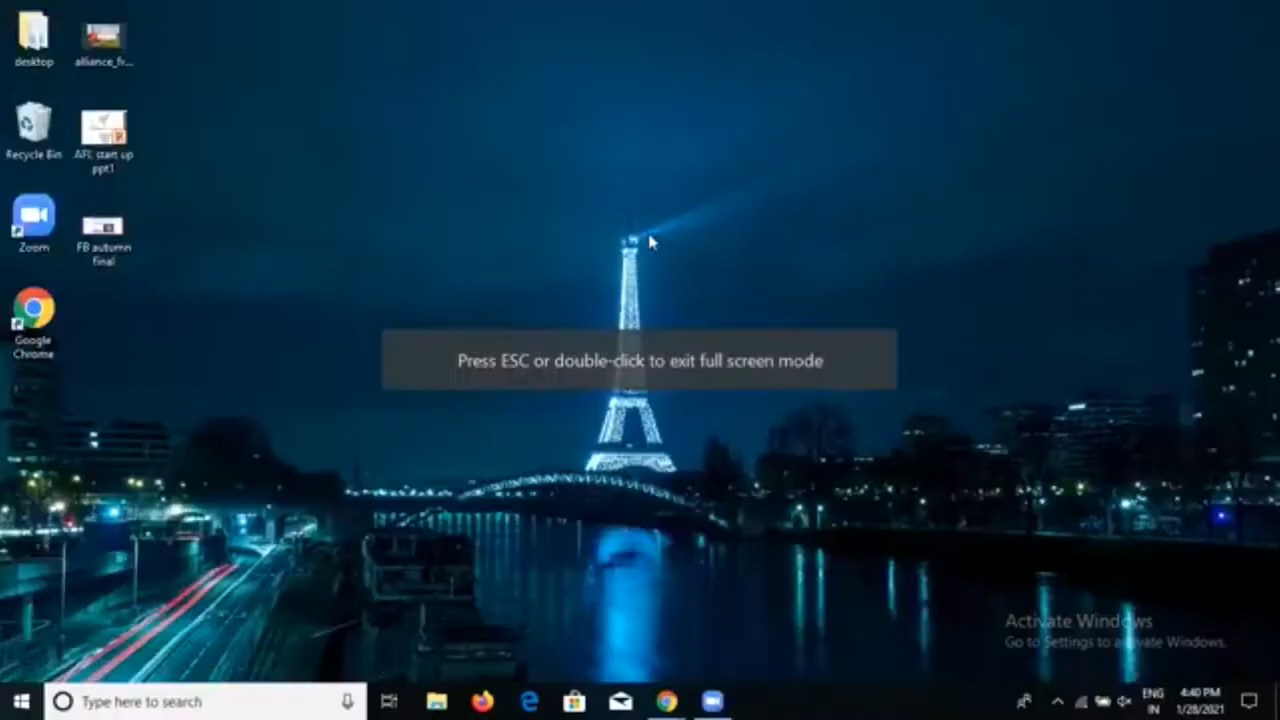 desktop
alliance_fr...
Recycle Bin
AFL start up
ppt1
Zoom
FB autumn
final
Google
Chrome
Press ESC or double-click to exit full screen mode
Activate Windows
Go to Settings to activate Windows.
Type here to search
ENG
IN
4:40 PM
1/28/2021